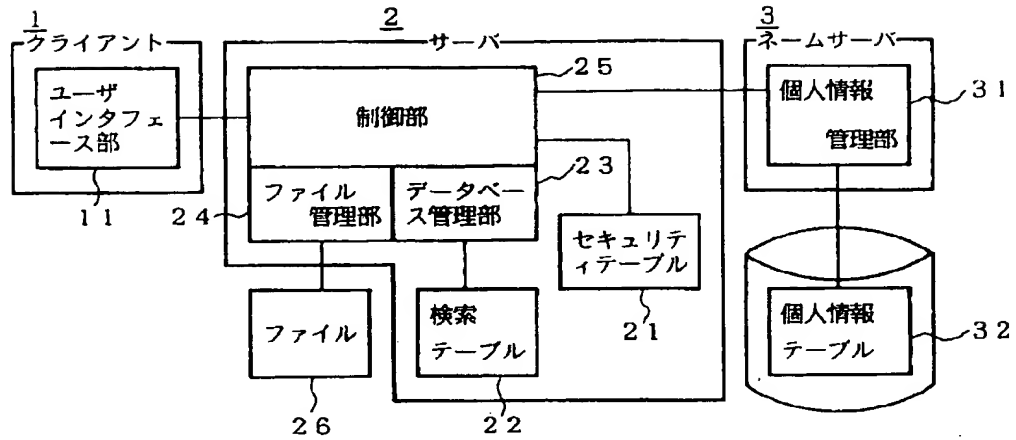 1
クライアント
ユーザ
インタフェ
ース部
11
2
サーバ
25
制御部
ファイル
管理部
24
データベー
ス管理部
23
セキュリテ
ィテーブル
21
ファイル
26
検索
テーブル
22
3
ネームサーバ
個人情報
管理部
31
個人情報
テーブル
32